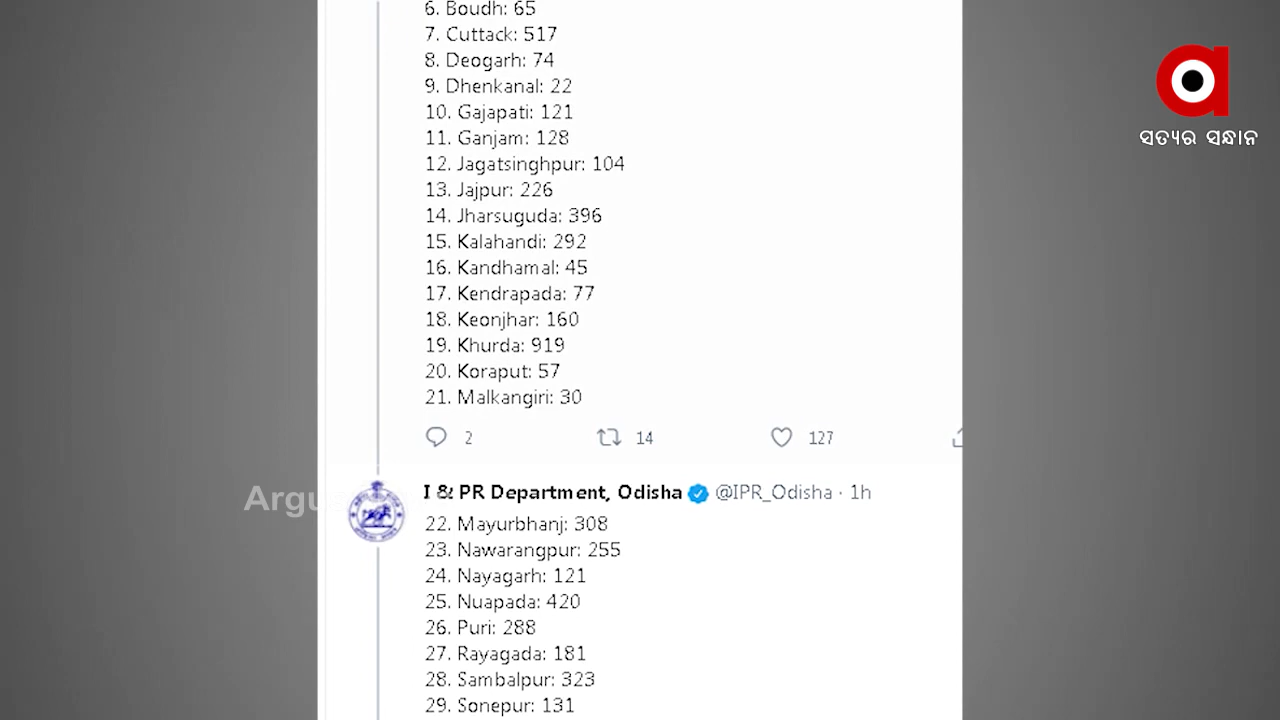 6. Boudh: 65
7. Cuttack: 517
8. Deogarh: 74
9. Dhenkanal: 22
10. Gajapati: 121
11. Ganjam: 128
12. Jagatsinghpur: 104
13. Jajpur: 226
14. Jharsuguda: 396
15. Kalahandi: 292
16. Kandhamal: 45
17. Kendrapada: 77
18. Keonjhar: 160
19. Khurda: 919
20. Koraput: 57
21. Malkangiri: 30
2 14 127
I & PR Department, Odisha @IPR_Odisha · 1h
22. Mayurbhanj: 308
23. Nawarangpur: 255
24. Nayagarh: 121
25. Nuapada: 420
26. Puri: 288
27. Rayagada: 181
28. Sambalpur: 323
29. Sonepur: 131
a
ସତ୍ୟର ସନ୍ଧାନ